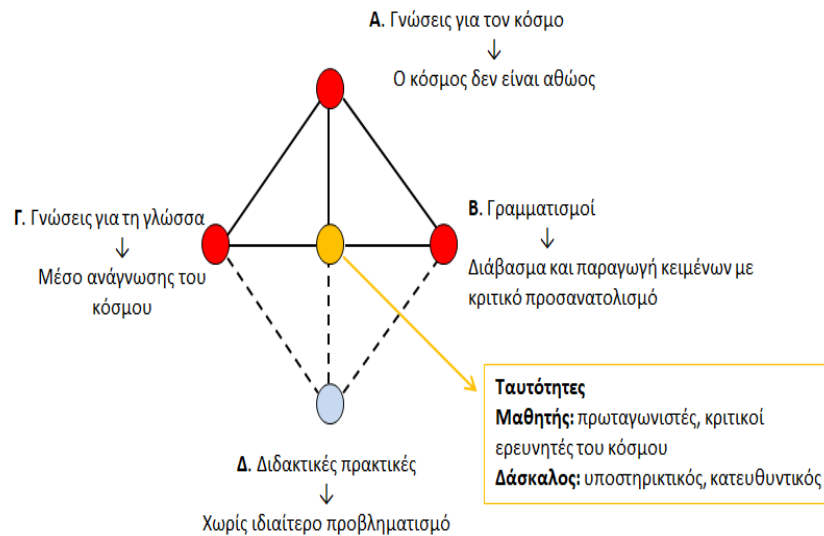 Α. Γνώσεις για τον κόσμο
↓
Ο κόσμος δεν είναι αθώος
Γ. Γνώσεις για τη γλώσσα
↓
Μέσο ανάγνωσης του
κόσμου
Β. Γραμματισμοί
↓
Διάβασμα και παραγωγή κειμένων με
κριτικό προσανατολισμό
Ταυτότητες
Μαθητής: πρωταγωνιστές, κριτικοί
ερευνητές του κόσμου
Δάσκαλος: υποστηρικτικός, κατευθυντικός
Δ. Διδακτικές πρακτικές
↓
Χωρίς ιδιαίτερο προβληματισμό